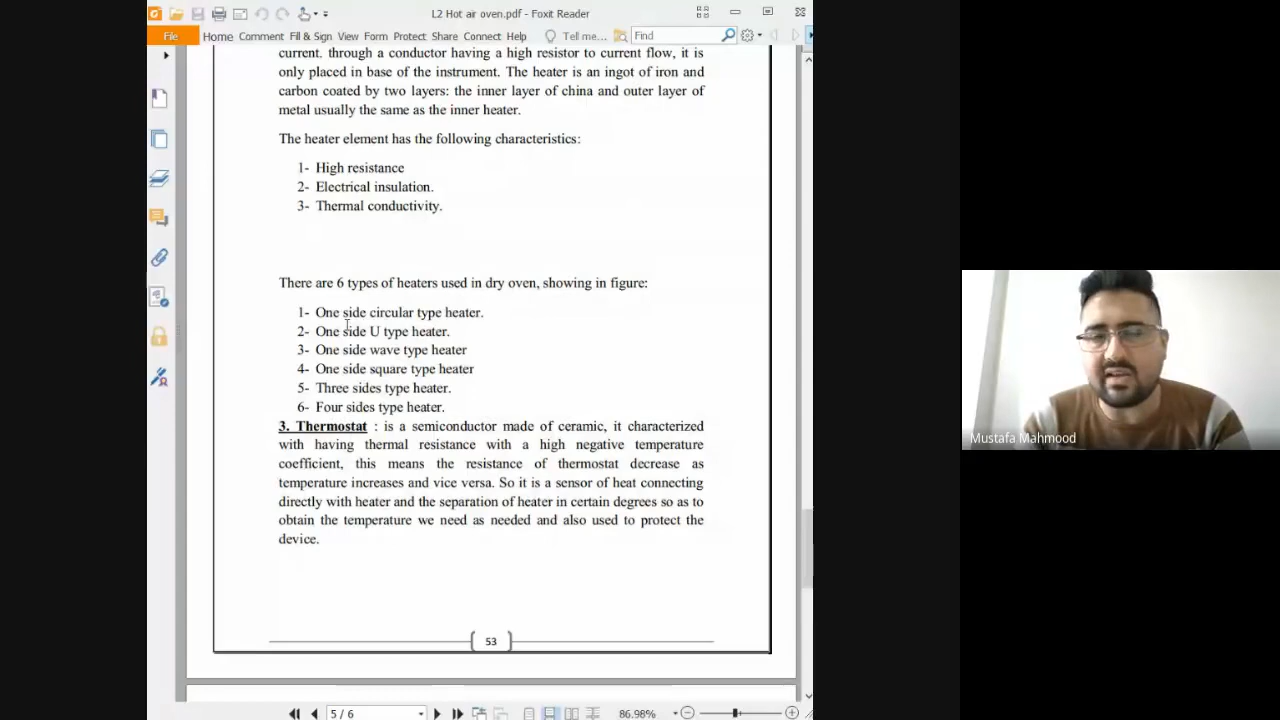 L2 Hot air oven.pdf - Foxit Reader
File Home Comment Fill & Sign View Form Protect Share Connect Help Tell me... Find
current. through a conductor having a high resistor to current flow, it is
only placed in base of the instrument. The heater is an ingot of iron and
carbon coated by two layers: the inner layer of china and outer layer of
metal usually the same as the inner heater.
The heater element has the following characteristics:
1- High resistance
2- Electrical insulation.
3- Thermal conductivity.
There are 6 types of heaters used in dry oven, showing in figure:
1- One side circular type heater.
2- One side U type heater.
3- One side wave type heater
4- One side square type heater
5- Three sides type heater.
6- Four sides type heater.
3. Thermostat : is a semiconductor made of ceramic, it characterized
with having thermal resistance with a high negative temperature
coefficient, this means the resistance of thermostat decrease as
temperature increases and vice versa. So it is a sensor of heat connecting
directly with heater and the separation of heater in certain degrees so as to
obtain the temperature we need as needed and also used to protect the
device.
53
5 / 6
86.98%
Mustafa Mahmood